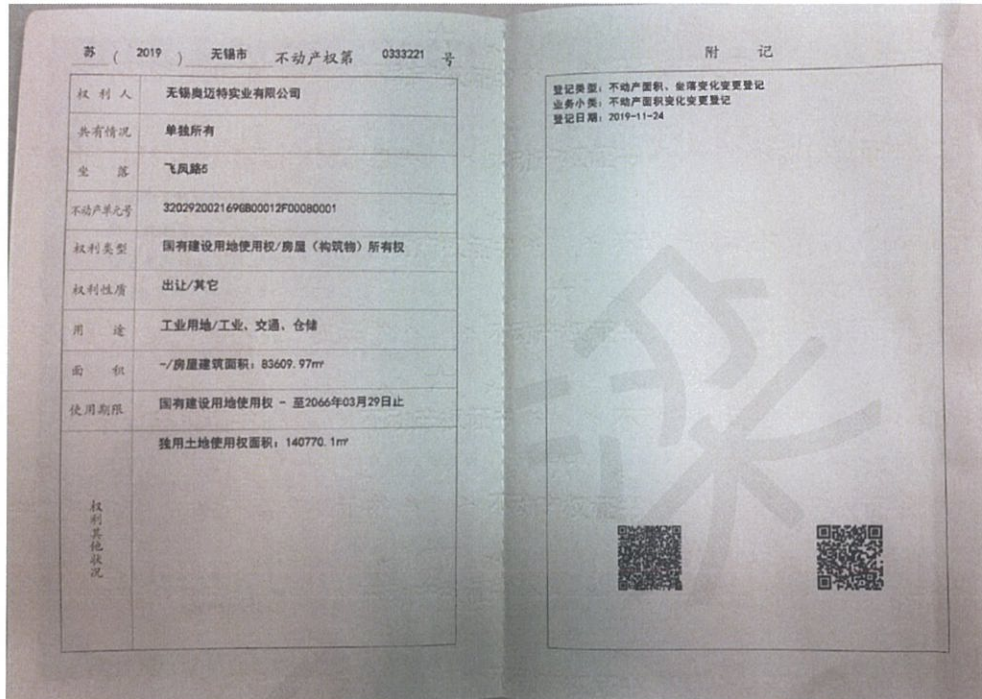 苏 ( 2019 ) 无锡市 不动产权第 0333221 号
权利人 无锡奥迈特实业有限公司
共有情况 单独所有
坐落 飞凤路5
不动产单元号 320292002169GB00012F00080001
权利类型 国有建设用地使用权/房屋（构筑物）所有权
权利性质 出让/其它
用途 工业用地/工业、交通、仓储
面积 -/房屋建筑面积：83609.97㎡
使用期限 国有建设用地使用权 - 至2066年03月29日止
权利其他状况 独用土地使用权面积：140770.1㎡
附记
登记类型：不动产面积、坐落变化变更登记
业务小类：不动产面积变化变更登记
登记日期：2019-11-24